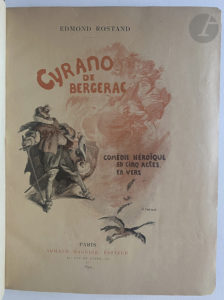 EDMOND ROSTAND
CYRANO
DE
BERGERAC
COMÉDIE HÉROÏQUE
EN CINQ ACTES,
EN VERS
PARIS